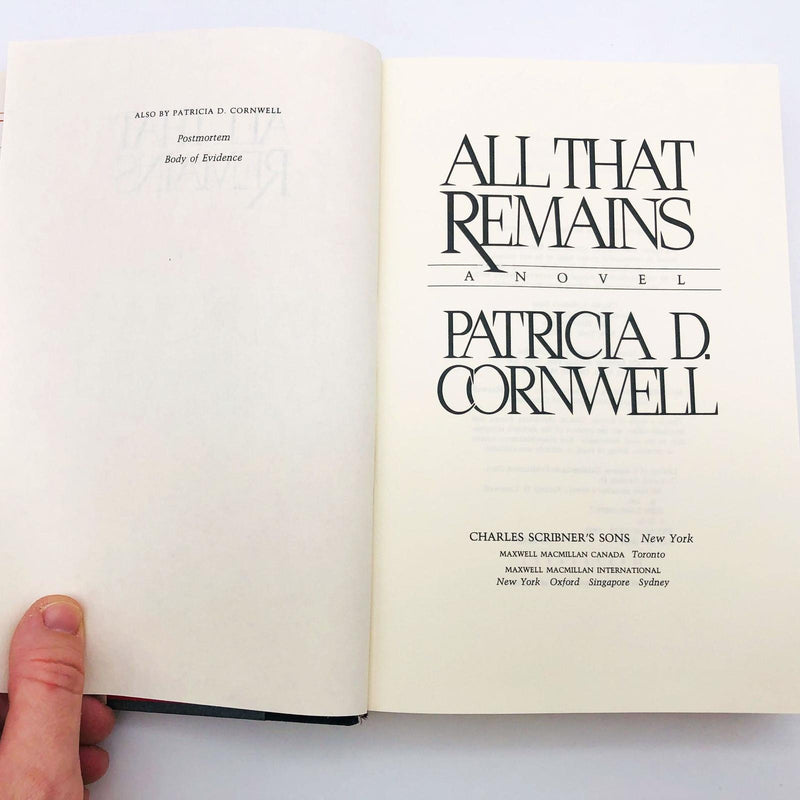 ALSO BY PATRICIA D. CORNWELL
Postmortem
Body of Evidence
ALL THAT
REMAINS
A NOVEL
PATRICIA D.
CORNWELL
CHARLES SCRIBNER'S SONS New York
MAXWELL MACMILLAN CANADA Toronto
MAXWELL MACMILLAN INTERNATIONAL
New York Oxford Singapore Sydney